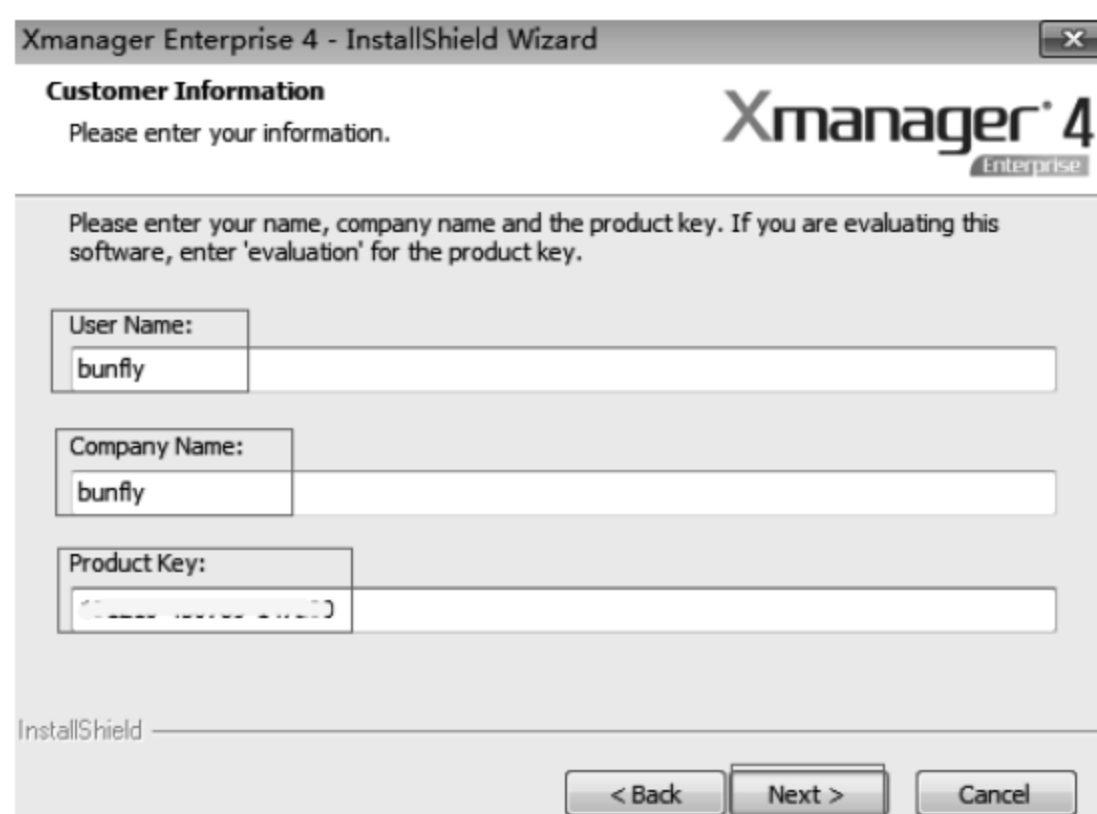 Xmanager Enterprise 4 - InstallShield Wizard
Customer Information
Please enter your information.
Xmanager 4
Enterprise
Please enter your name, company name and the product key. If you are evaluating this
software, enter 'evaluation' for the product key.
User Name:
bunfly
Company Name:
bunfly
Product Key:
InstallShield
< Back
Next >
Cancel